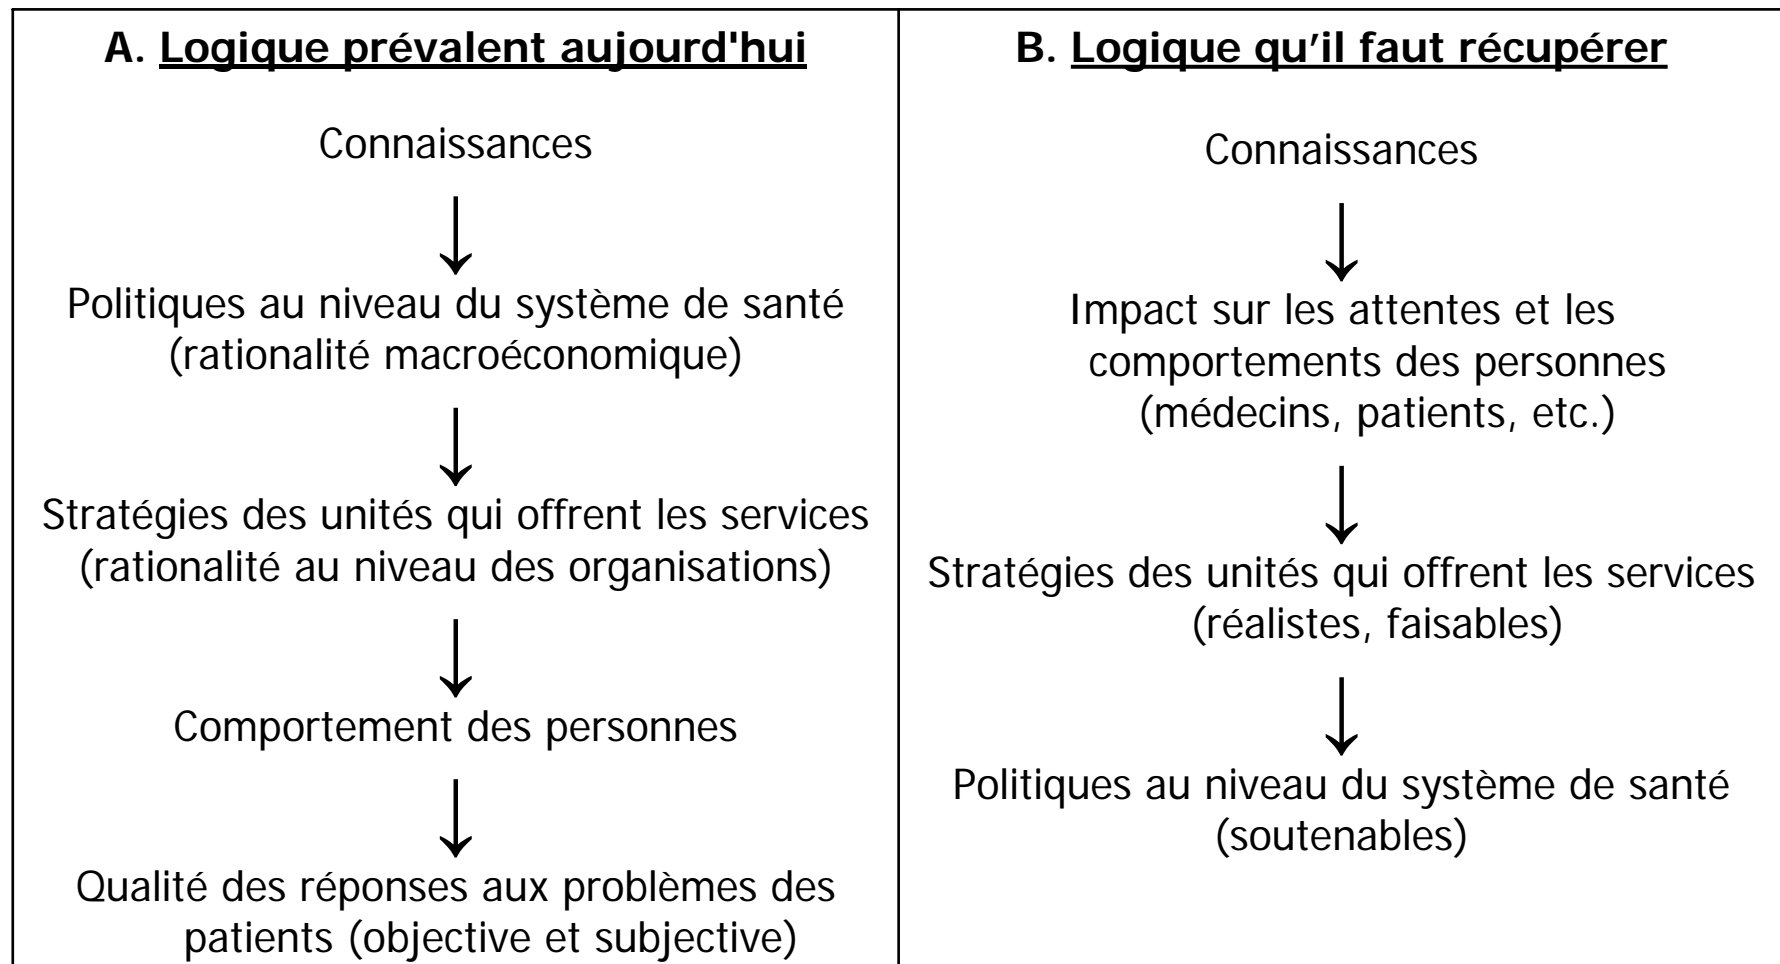 A. Logique prévalent aujourd'hui
Connaissances
Politiques au niveau du système de santé
(rationalité macroéconomique)
Stratégies des unités qui offrent les services
(rationalité au niveau des organisations)
Comportement des personnes
Qualité des réponses aux problèmes des
patients (objective et subjective)
B. Logique qu’il faut récupérer
Connaissances
Impact sur les attentes et les
comportements des personnes
(médecins, patients, etc.)
Stratégies des unités qui offrent les services
(réalistes, faisables)
Politiques au niveau du système de santé
(soutenables)